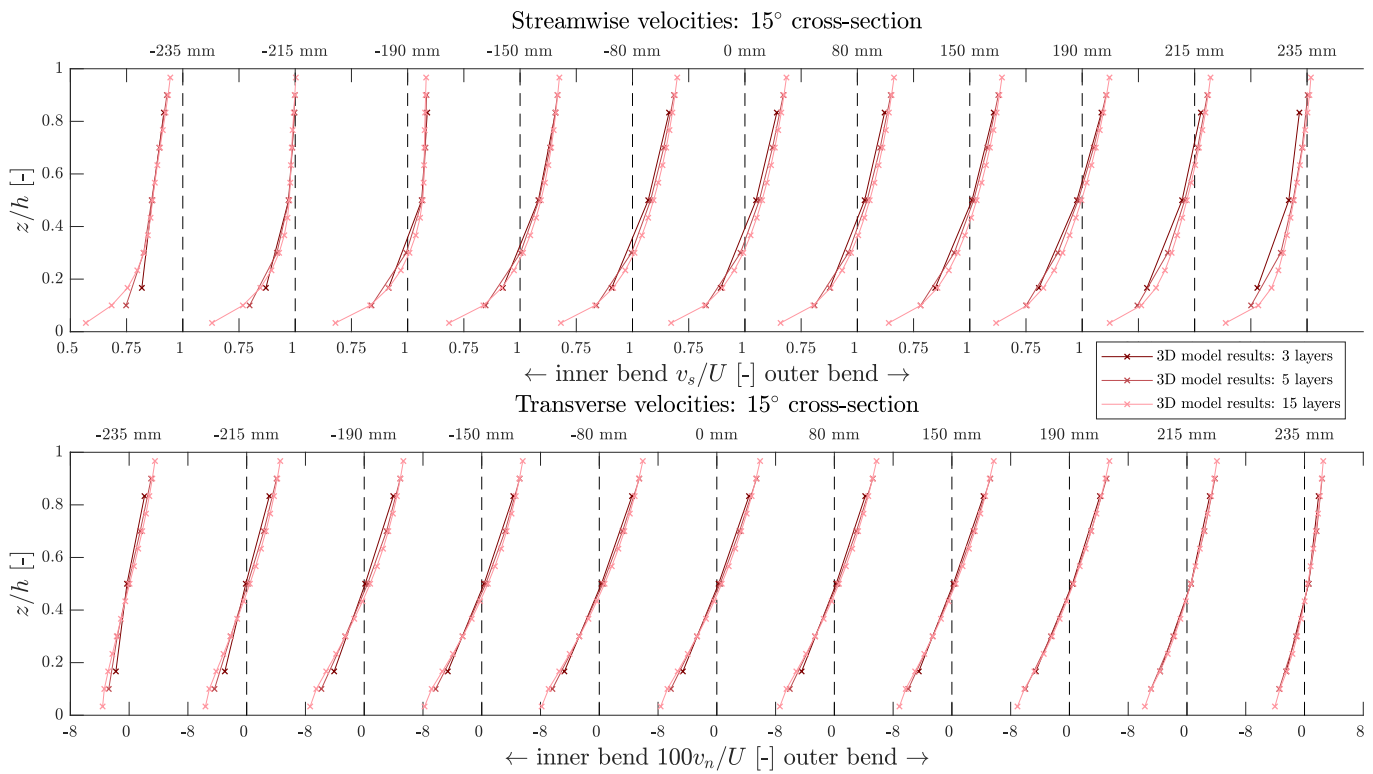 Streamwise velocities: 15° cross-section
-235 mm -215 mm -190 mm -150 mm -80 mm 0 mm 80 mm 150 mm 190 mm 215 mm 235 mm
1
0.8
0.6
0.4
0.2
0
z/h [-]
0.5 0.75 1 0.75 1 0.75 1 0.75 1 0.75 1 0.75 1 0.75 1 0.75 1 0.75 1
← inner bend v_s/U [-] outer bend →
3D model results: 3 layers
3D model results: 5 layers
3D model results: 15 layers
Transverse velocities: 15° cross-section
-235 mm -215 mm -190 mm -150 mm -80 mm 0 mm 80 mm 150 mm 190 mm 215 mm 235 mm
1
0.8
0.6
0.4
0.2
0
z/h [-]
-8 0 -8 0 -8 0 -8 0 -8 0 -8 0 -8 0 -8 0 -8 0 -8 0 -8 0 8
← inner bend 100v_n/U [-] outer bend →